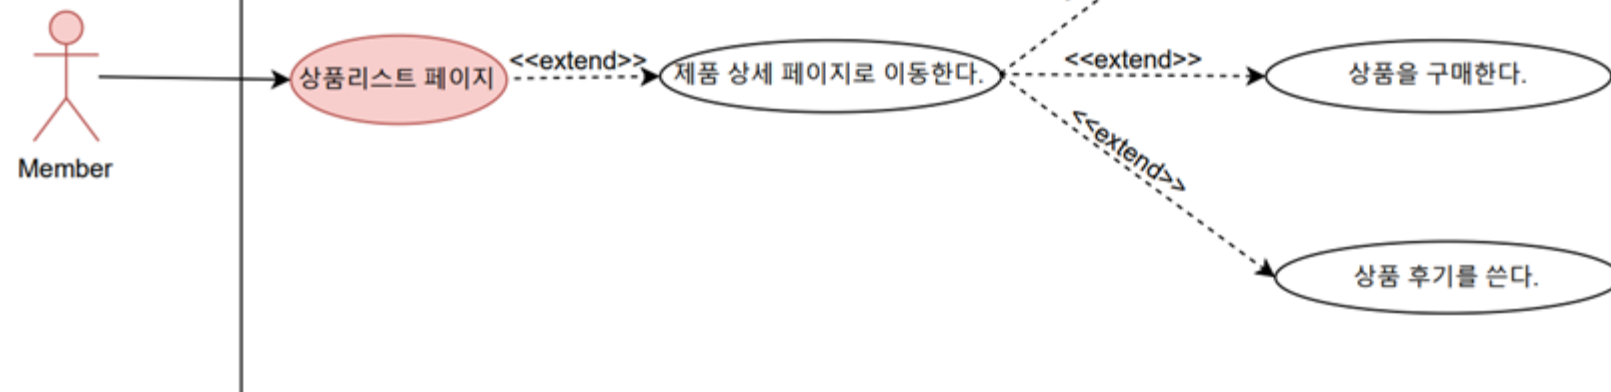 <<extend>>
<<extend>>
상품리스트 페이지
제품 상세 페이지로 이동한다.
상품을 구매한다.
<<extend>>
Member
상품 후기를 쓴다.